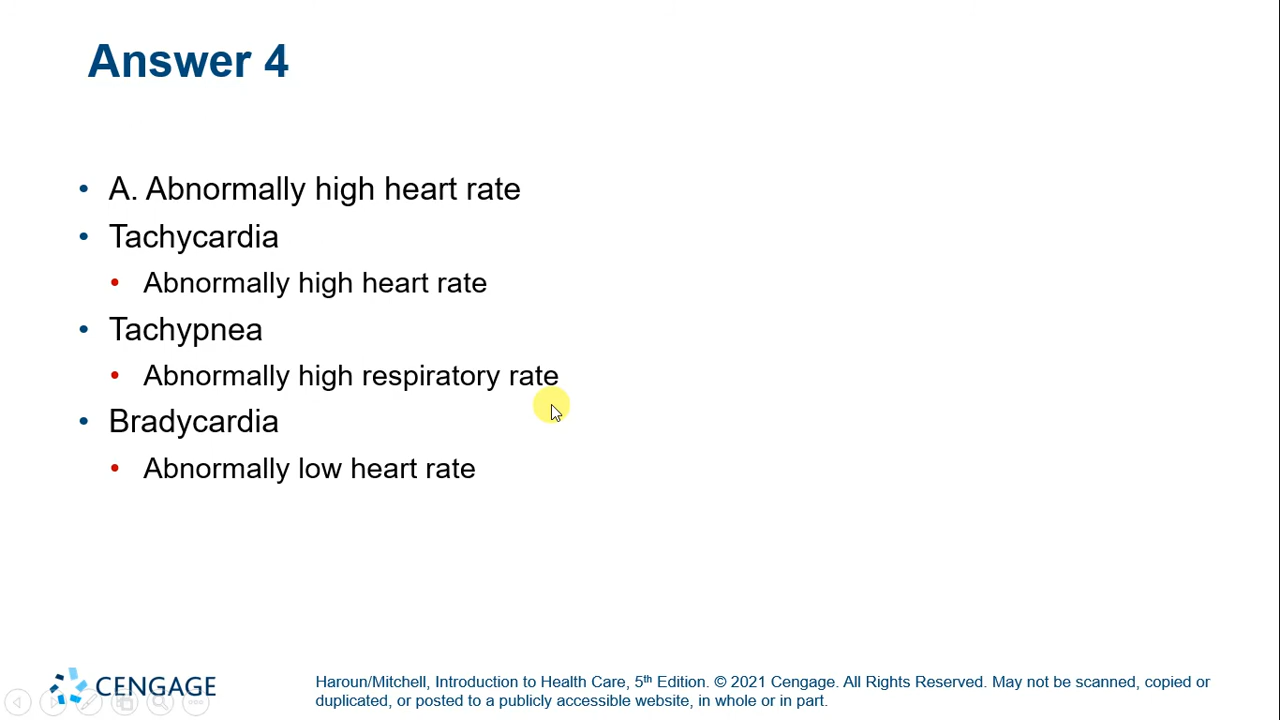 Answer 4
• A. Abnormally high heart rate
• Tachycardia
• Abnormally high heart rate
• Tachypnea
• Abnormally high respiratory rate
• Bradycardia
• Abnormally low heart rate
CENGAGE
Haroun/Mitchell, Introduction to Health Care, 5th Edition. © 2021 Cengage. All Rights Reserved. May not be scanned, copied or
duplicated, or posted to a publicly accessible website, in whole or in part.